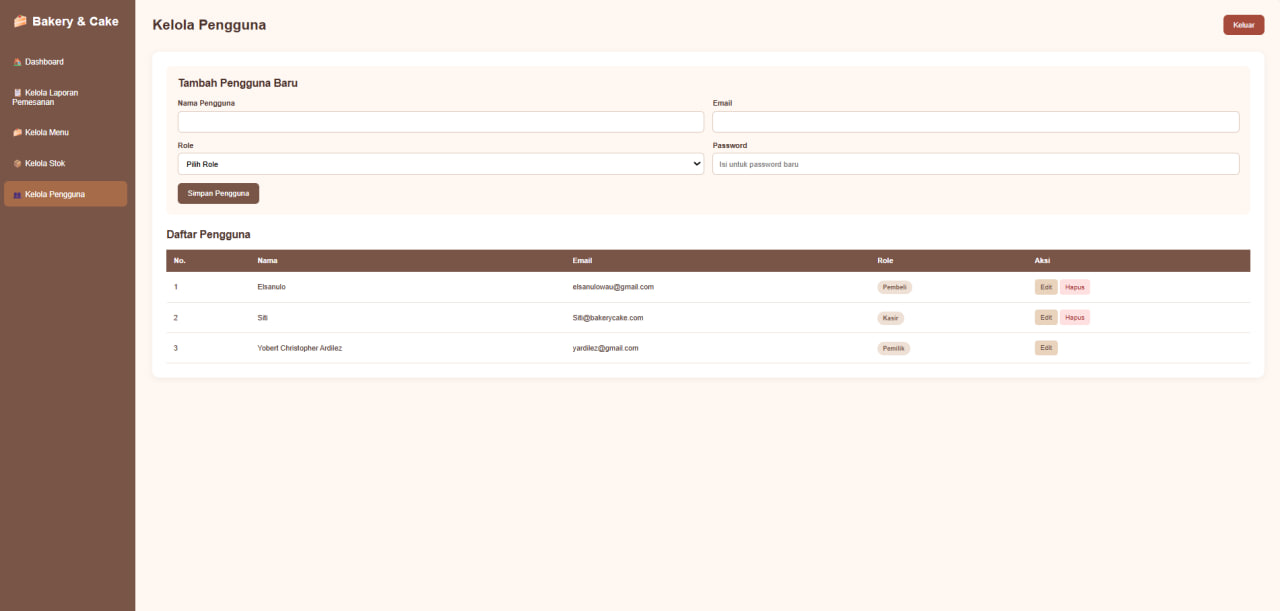 Bakery & Cake
Dashboard
Kelola Laporan
Pemesanan
Kelola Menu
Kelola Stok
Kelola Pengguna
Kelola Pengguna
Keluar
Tambah Pengguna Baru
Nama Pengguna Email
Role Password
Pilih Role Isi untuk password baru
Simpan Pengguna
Daftar Pengguna
No. Nama Email Role Aksi
1 Elsanulo elsanulowau@gmail.com Pembeli Edit Hapus
2 Siti Siti@bakerycake.com Kasir Edit Hapus
3 Yobert Christopher Ardilez yardilez@gmail.com Pemilik Edit